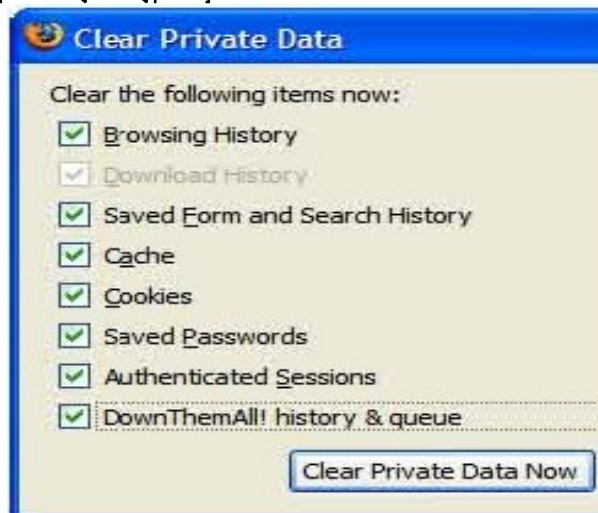 Clear Private Data
Clear the following items now:
Browsing History
Download History
Saved Form and Search History
Cache
Cookies
Saved Passwords
Authenticated Sessions
DownThemAll! history & queue
Clear Private Data Now